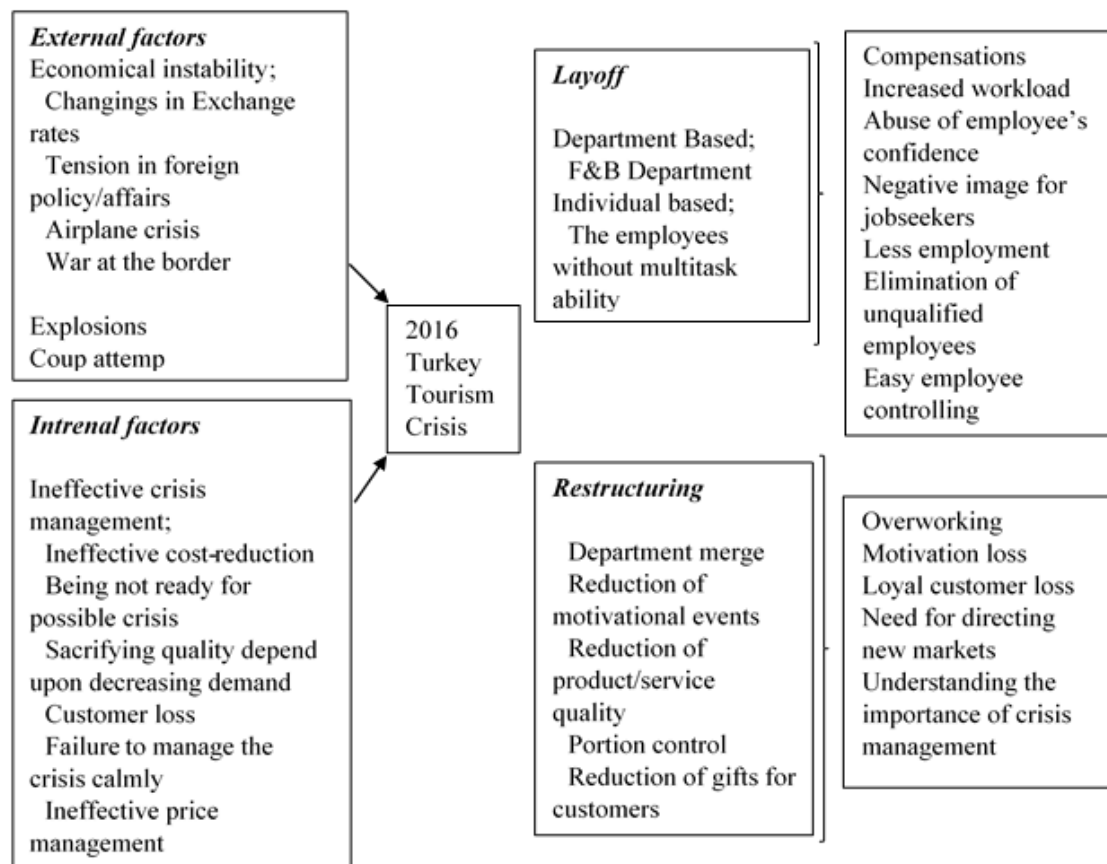 External factors
Economical instability;
Changings in Exchange
rates
Tension in foreign
policy/affairs
Airplane crisis
War at the border
Explosions
Coup attemp
Intrenal factors
Ineffective crisis
management;
Ineffective cost-reduction
Being not ready for
possible crisis
Sacrifying quality depend
upon decreasing demand
Customer loss
Failure to manage the
crisis calmly
Ineffective price
management
2016
Turkey
Tourism
Crisis
Layoff
Department Based;
F&B Department
Individual based;
The employees
without multitask
ability
Compensations
Increased workload
Abuse of employee's
confidence
Negative image for
jobseekers
Less employment
Elimination of
unqualified
employees
Easy employee
controlling
Restructuring
Department merge
Reduction of
motivational events
Reduction of
product/service
quality
Portion control
Reduction of gifts for
customers
Overworking
Motivation loss
Loyal customer loss
Need for directing
new markets
Understanding the
importance of crisis
management